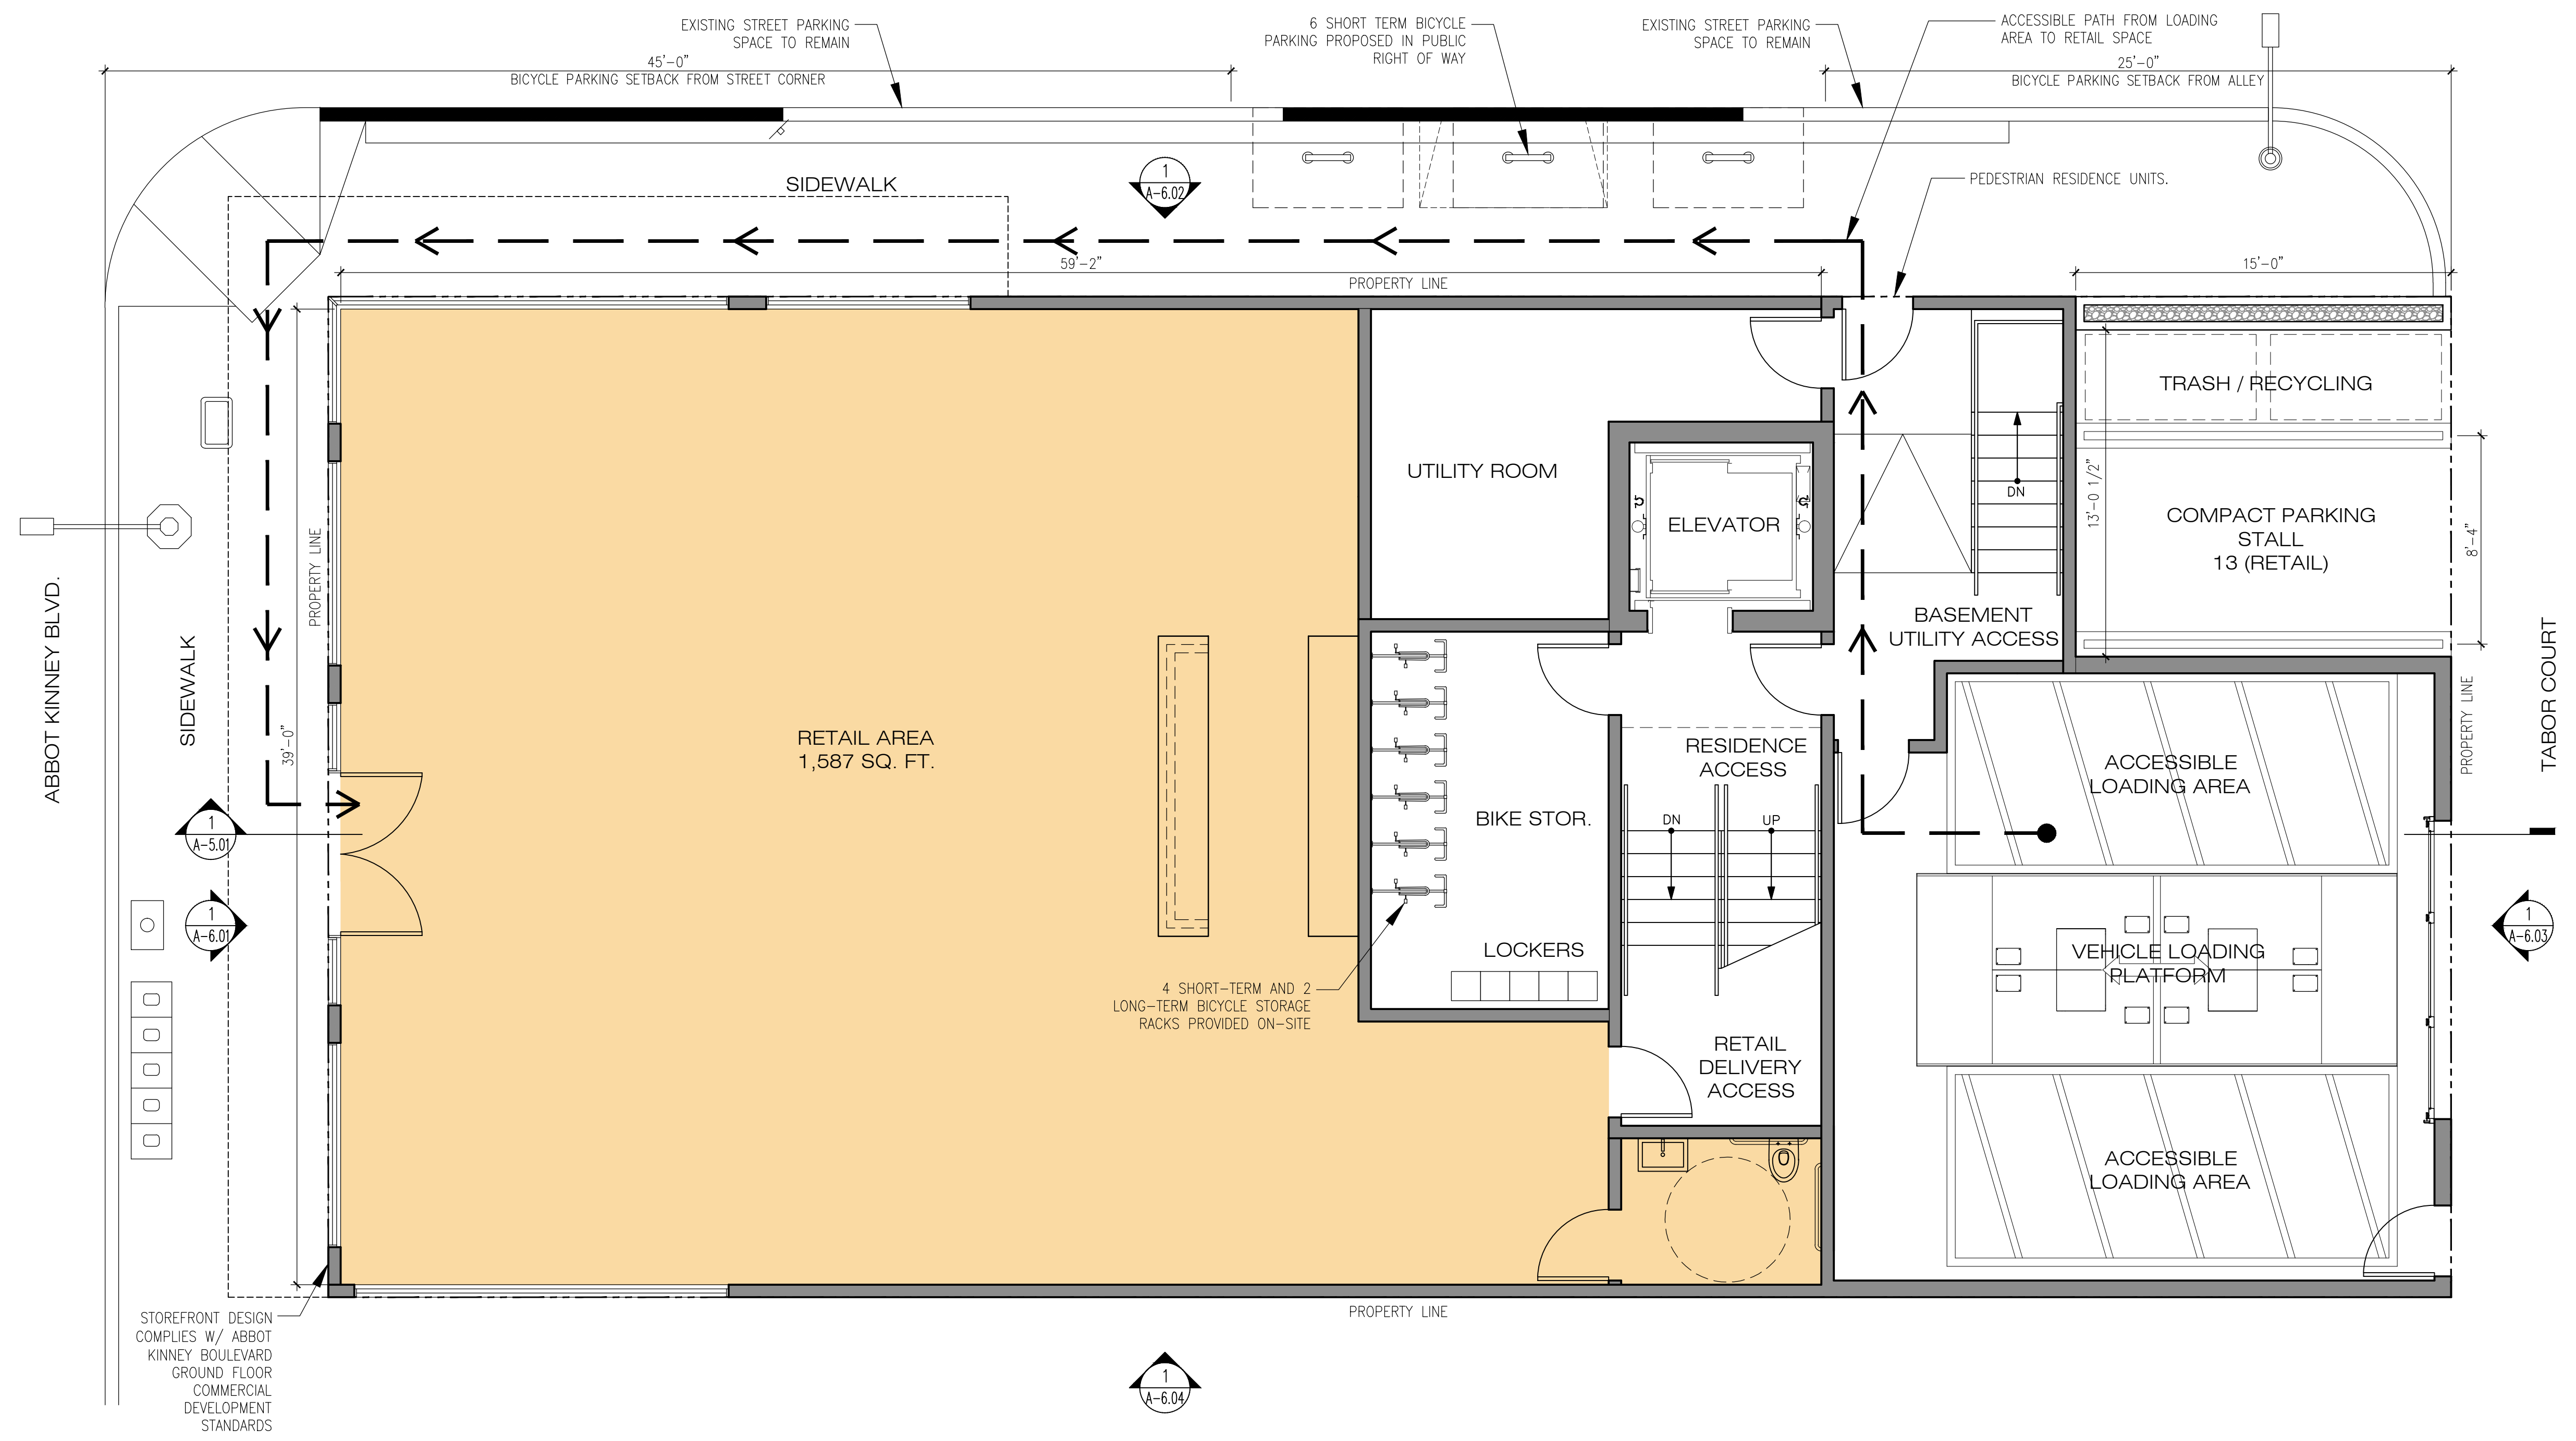 EXISTING STREET PARKING
SPACE TO REMAIN
6 SHORT TERM BICYCLE
PARKING PROPOSED IN PUBLIC
RIGHT OF WAY
EXISTING STREET PARKING
SPACE TO REMAIN
ACCESSIBLE PATH FROM LOADING
AREA TO RETAIL SPACE
45'-0"
BICYCLE PARKING SETBACK FROM STREET CORNER
25'-0"
BICYCLE PARKING SETBACK FROM ALLEY
SIDEWALK
1
A-6.02
PEDESTRIAN RESIDENCE UNITS.
59'-2"
PROPERTY LINE
15'-0"
TRASH / RECYCLING
UTILITY ROOM
ELEVATOR
DN
13'-0 1/2"
COMPACT PARKING
STALL
13 (RETAIL)
8'-4"
PROPERTY LINE
ABBOT KINNEY BLVD.
SIDEWALK
39'-0"
BASEMENT
UTILITY ACCESS
PROPERTY LINE
TABOR COURT
RETAIL AREA
1,587 SQ. FT.
RESIDENCE
ACCESS
ACCESSIBLE
LOADING AREA
1
A-5.01
BIKE STOR.
DN
UP
1
A-6.01
1
A-6.03
LOCKERS
VEHICLE LOADING
PLATFORM
4 SHORT-TERM AND 2
LONG-TERM BICYCLE STORAGE
RACKS PROVIDED ON-SITE
RETAIL
DELIVERY
ACCESS
ACCESSIBLE
LOADING AREA
PROPERTY LINE
STOREFRONT DESIGN
COMPLIES W/ ABBOT
KINNEY BOULEVARD
GROUND FLOOR
COMMERCIAL
DEVELOPMENT
STANDARDS
1
A-6.04